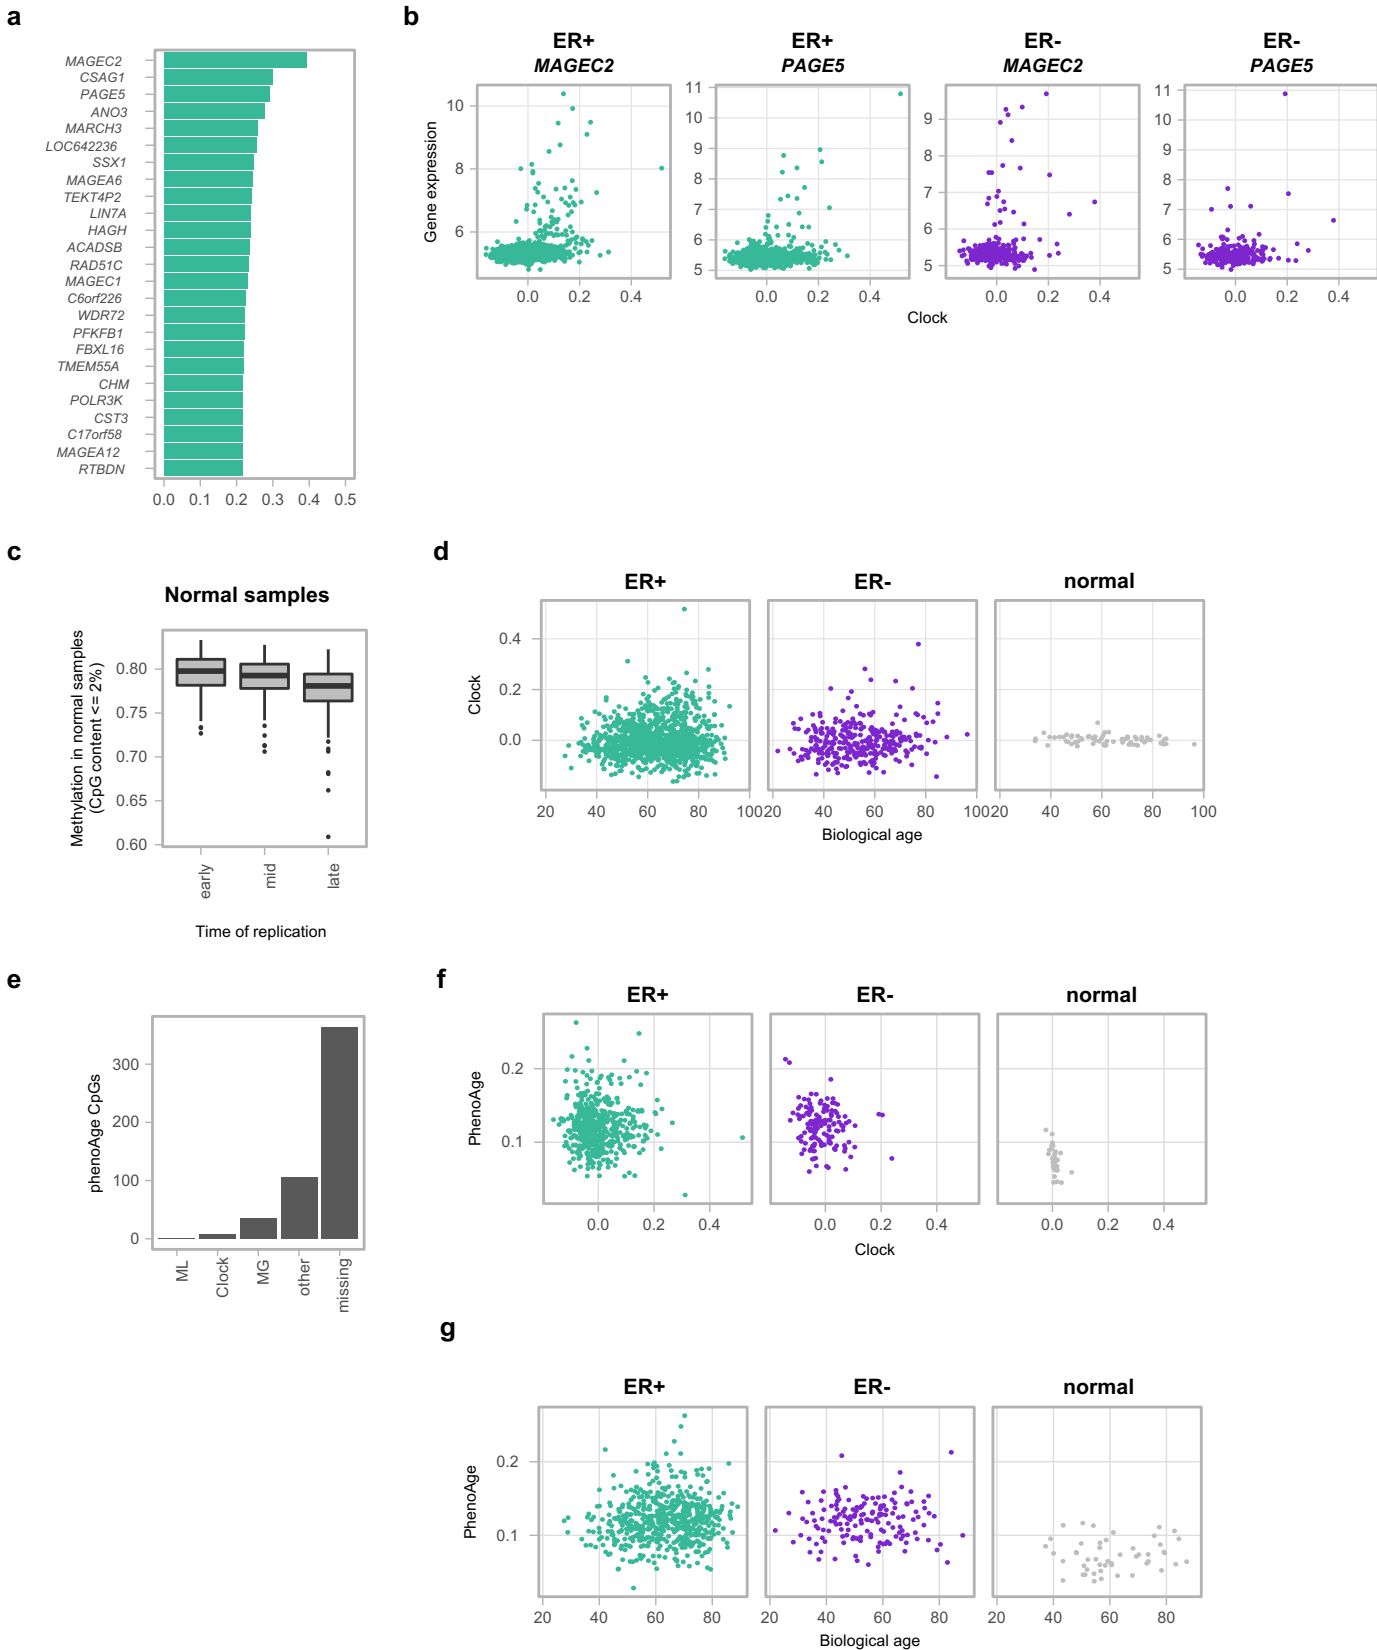 a
MAGEC2
CSAG1
PAGE5
ANO3
MARCH3
LOC642236
SSX1
MAGEA6
TEKT4P2
LIN7A
HAGH
ACADSB
RAD51C
MAGEC1
C6orf226
WDR72
PFKFB1
FBXL16
TMEM55A
CHM
POLR3K
CST3
C17orf58
MAGEA12
RTBDN
0.0 0.1 0.2 0.3 0.4 0.5
b
ER+ ER+ ER- ER-
MAGEC2 PAGE5 MAGEC2 PAGE5
Gene expression
10
8
6
11
10
9
8
7
6
5
9
8
7
6
5
11
10
9
8
7
6
5
0.0 0.2 0.4 0.0 0.2 0.4 0.0 0.2 0.4 0.0 0.2 0.4
Clock
c
Normal samples
Methylation in normal samples
(CpG content <= 2%)
0.80
0.75
0.70
0.65
0.60
early mid late
Time of replication
d
ER+ ER- normal
Clock
0.4
0.2
0.0
20 40 60 80 100 20 40 60 80 100 20 40 60 80 100
Biological age
e
phenoAge CpGs
300
200
100
0
ML Clock MG other missing
f
ER+ ER- normal
PhenoAge
0.2
0.1
0.0 0.2 0.4 0.0 0.2 0.4 0.0 0.2 0.4
Clock
g
ER+ ER- normal
PhenoAge
0.2
0.1
20 40 60 80 20 40 60 80 20 40 60 80
Biological age